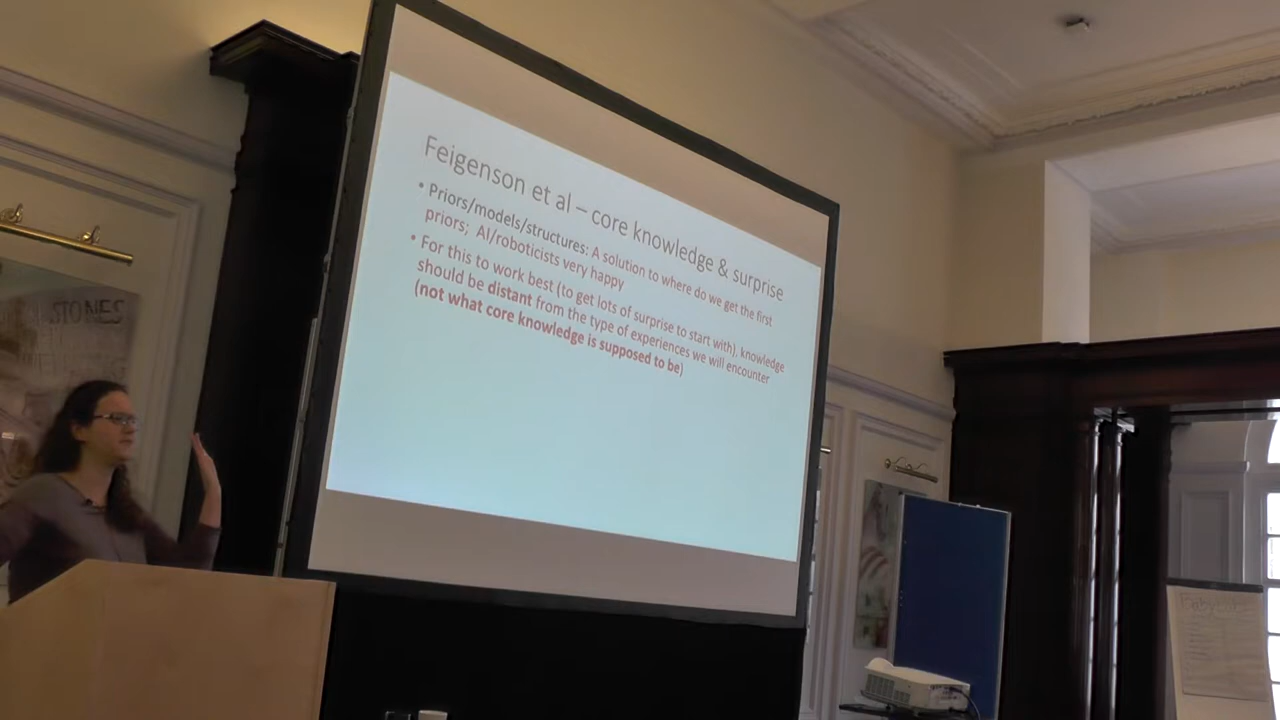 Feigenson et al – core knowledge & surprise
• Priors/models/structures: A solution to where do we get the first
priors; AI/roboticists very happy
• For this to work best (to get lots of surprise to start with), knowledge
should be distant from the type of experiences we will encounter
(not what core knowledge is supposed to be)
STONES